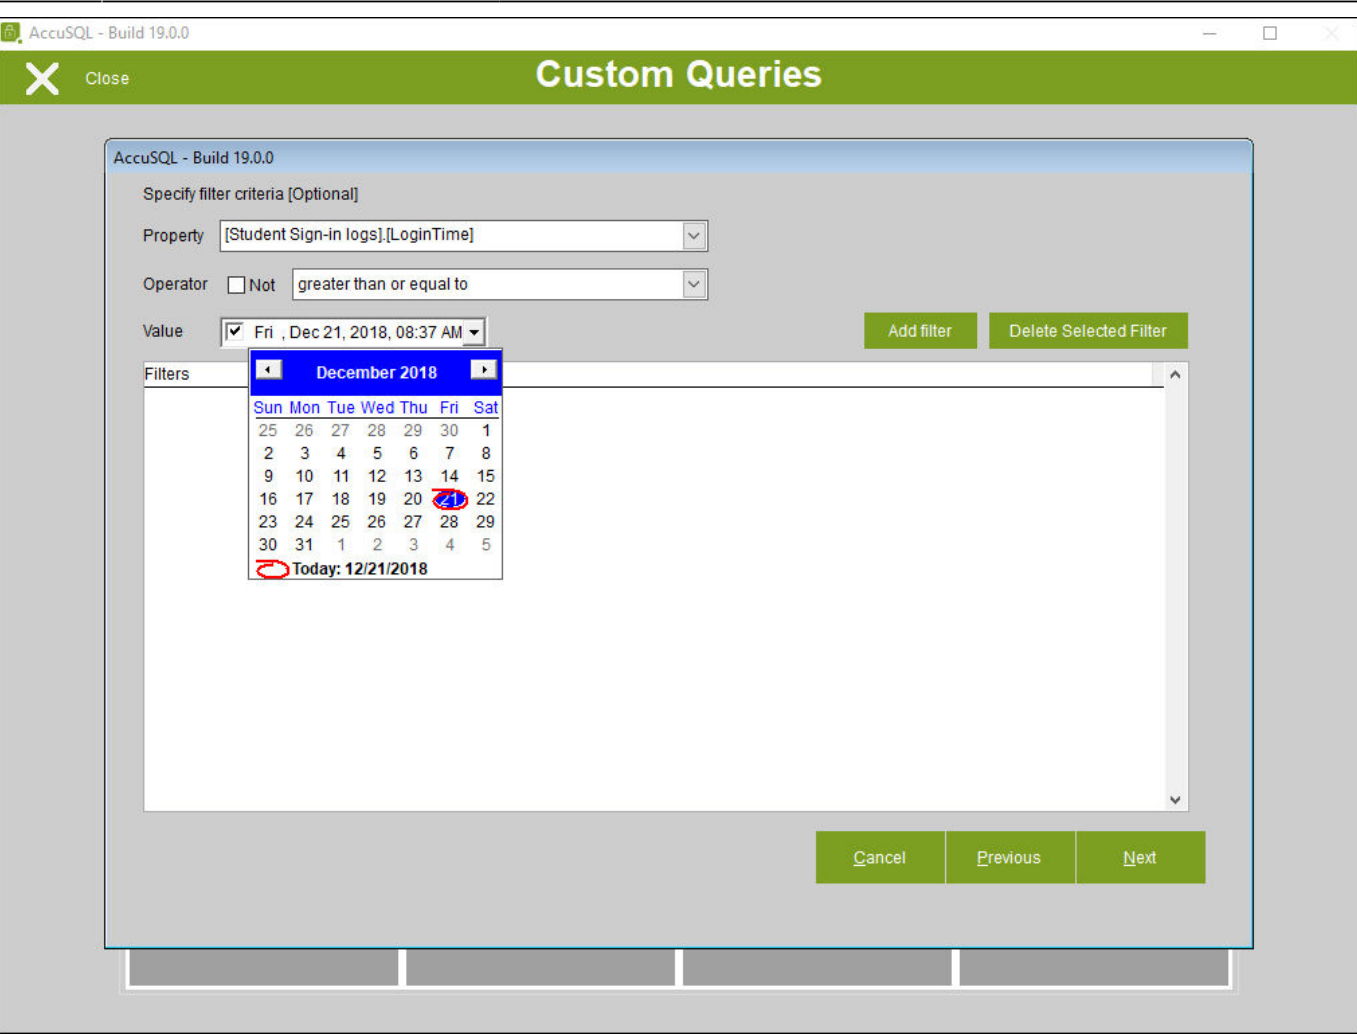 AccuSQL - Build 19.0.0
Close
Custom Queries
AccuSQL - Build 19.0.0
Specify filter criteria [Optional]
Property [Student Sign-in logs].[LoginTime]
Operator Not greater than or equal to
Value Fri , Dec 21, 2018, 08:37 AM Add filter Delete Selected Filter
Filters
December 2018
Sun Mon Tue Wed Thu Fri Sat
25 26 27 28 29 30 1
2 3 4 5 6 7 8
9 10 11 12 13 14 15
16 17 18 19 20 21 22
23 24 25 26 27 28 29
30 31 1 2 3 4 5
Today: 12/21/2018
Cancel Previous Next